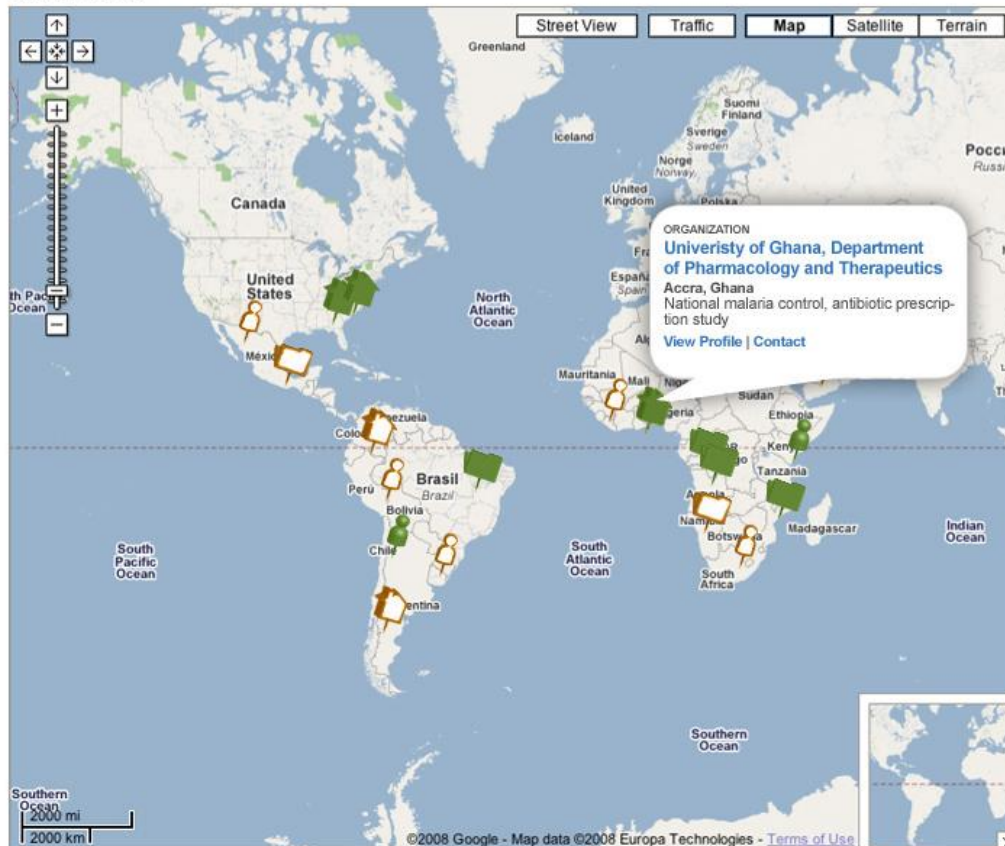 Street View
Traffic
Map
Satellite
Terrain
Greenland
Iceland
Suomi
Finland
Sverige
Sweden
Norge
Norway
Canada
United
Kingdom
Polska
United
States
North
Atlantic
Ocean
España
Spain
ORGANIZATION
Univeristy of Ghana, Department
of Pharmacology and Therapeutics
Accra, Ghana
National malaria control, antibiotic prescrip-
tion study
View Profile | Contact
Ocean
Mauritania
Mali
Sudan
Ethiopia
Tanzania
Brasil
Brazil
Perú
Bolivia
Chile
Madagascar
Indian
Ocean
South
Pacific
Ocean
South
Atlantic
Ocean
South
Africa
Southern
Ocean
Southern
Ocean
2000 mi
2000 km
©2008 Google - Map data ©2008 Europa Technologies - Terms of Use